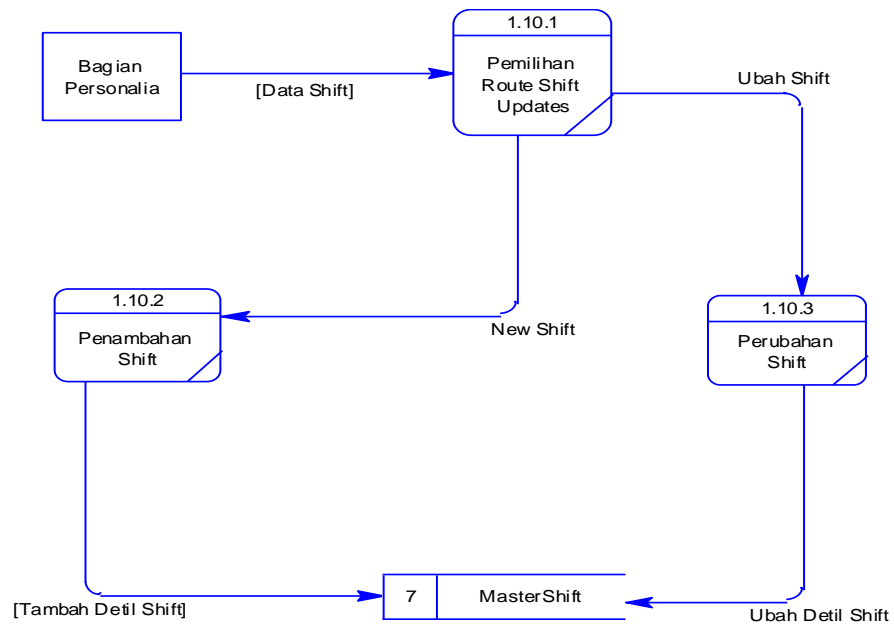 1.10.1
Bagian
Personalia
Pemilihan
Route Shift
Updates
[Data Shift]
Ubah Shift
1.10.2
Penambahan
Shift
New Shift
1.10.3
Perubahan
Shift
7
MasterShift
[Tambah Detil Shift]
Ubah Detil Shift